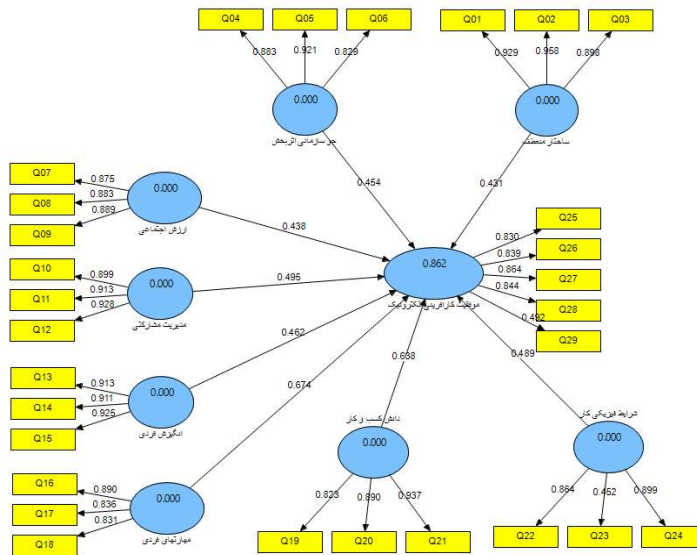 Q04
Q05
Q06
0.883
0.921
0.829
0.000
جو سازمانی اثربخش
0.454
Q01
Q02
Q03
0.929
0.958
0.898
0.000
ساختار منعطف
0.431
Q07
Q08
Q09
0.875
0.883
0.889
0.000
ارزش اجتماعی
0.438
Q10
Q11
Q12
0.899
0.913
0.928
0.000
مدیریت مشارکتی
0.495
0.862
موفقیت کارآفرینی الکترونیک
0.830
0.839
0.864
0.844
0.492
Q25
Q26
Q27
Q28
Q29
Q13
Q14
Q15
0.913
0.911
0.925
0.000
انگیزش فردی
0.462
Q16
Q17
Q18
0.890
0.836
0.831
0.000
مهارتهای فردی
0.674
دانش کسب و کار
0.000
0.638
0.823
0.890
0.937
Q19
Q20
Q21
شرایط فیزیکی کار
0.000
0.489
0.864
0.452
0.899
Q22
Q23
Q24